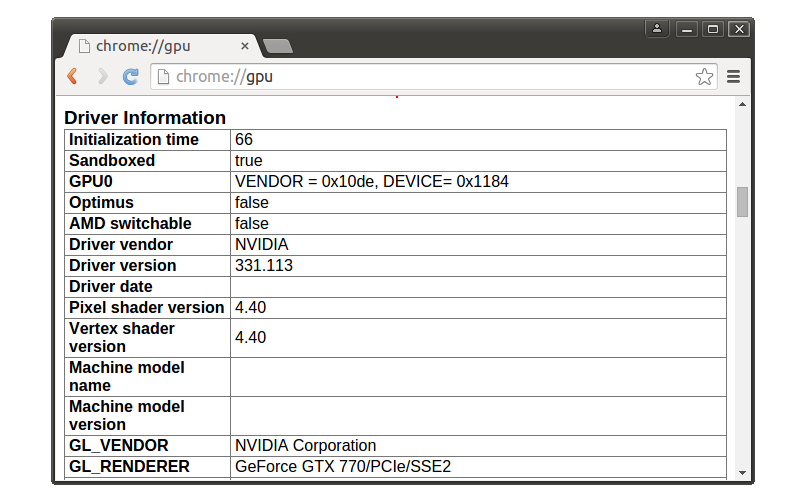 chrome://gpu
chrome://gpu
Driver Information
Initialization time 66
Sandboxed true
GPU0 VENDOR = 0x10de, DEVICE= 0x1184
Optimus false
AMD switchable false
Driver vendor NVIDIA
Driver version 331.113
Driver date
Pixel shader version 4.40
Vertex shader
version 4.40
Machine model
name
Machine model
version
GL_VENDOR NVIDIA Corporation
GL_RENDERER GeForce GTX 770/PCIe/SSE2